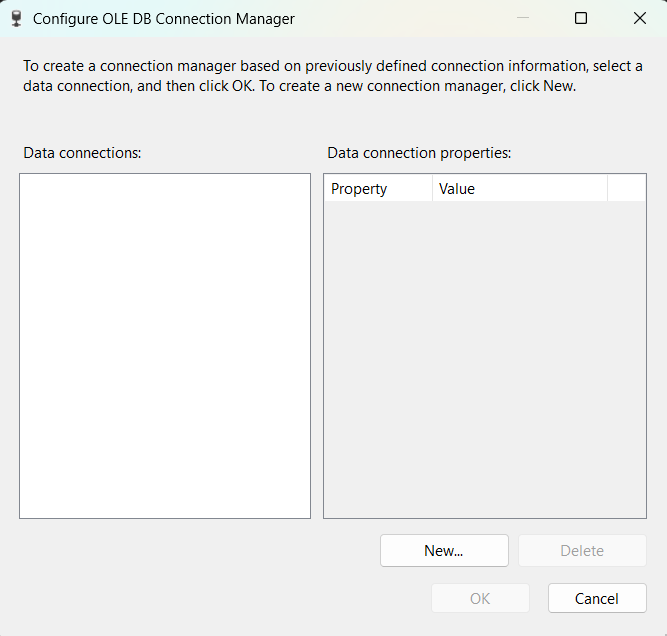 Configure OLE DB Connection Manager
To create a connection manager based on previously defined connection information, select a
data connection, and then click OK. To create a new connection manager, click New.
Data connections:
Data connection properties:
Property Value
New... Delete
OK Cancel